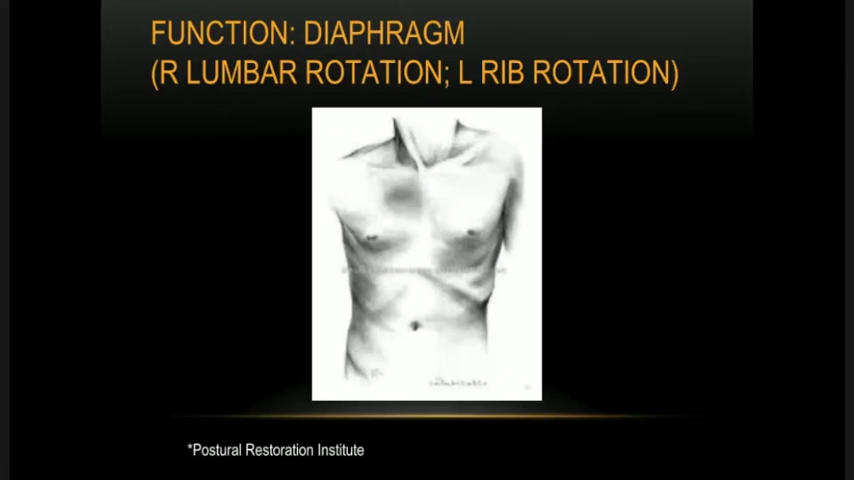 FUNCTION: DIAPHRAGM
(R LUMBAR ROTATION; L RIB ROTATION)
*Postural Restoration Institute